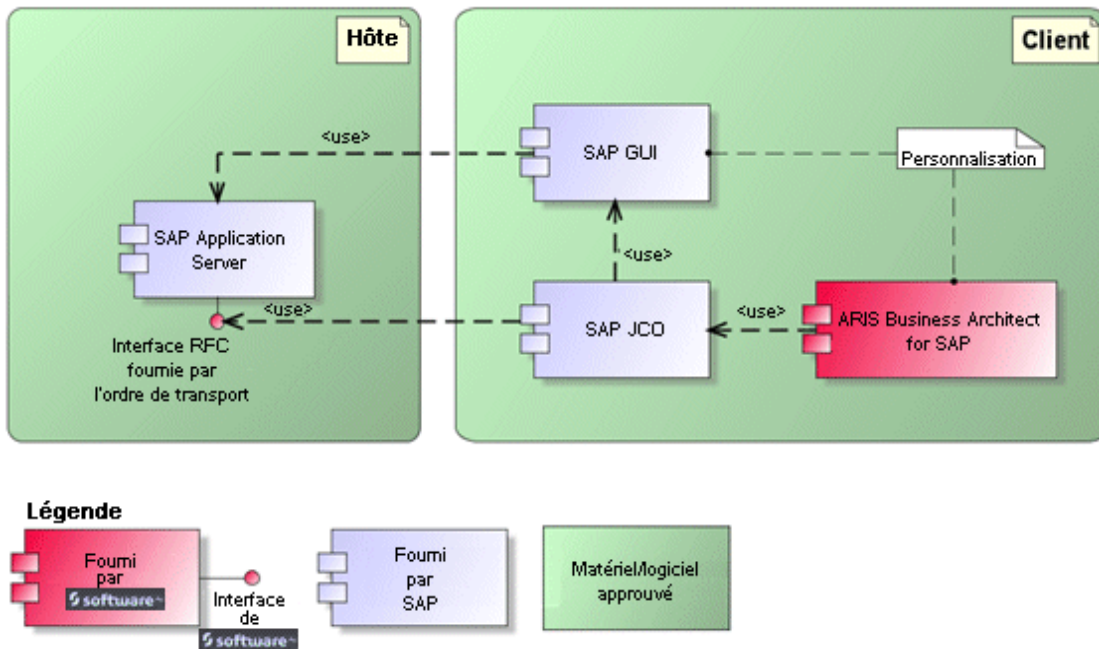 Hôte
Client
<use>
SAP GUI
Personnalisation
SAP Application
Server
<use>
<use>
SAP JCO
<use>
ARIS Business Architect
for SAP
Interface RFC
fournie par
l'ordre de transport
Légende
Fourni
par
software
Interface
de
software
Fourni
par
SAP
Matériel/logiciel
approuvé